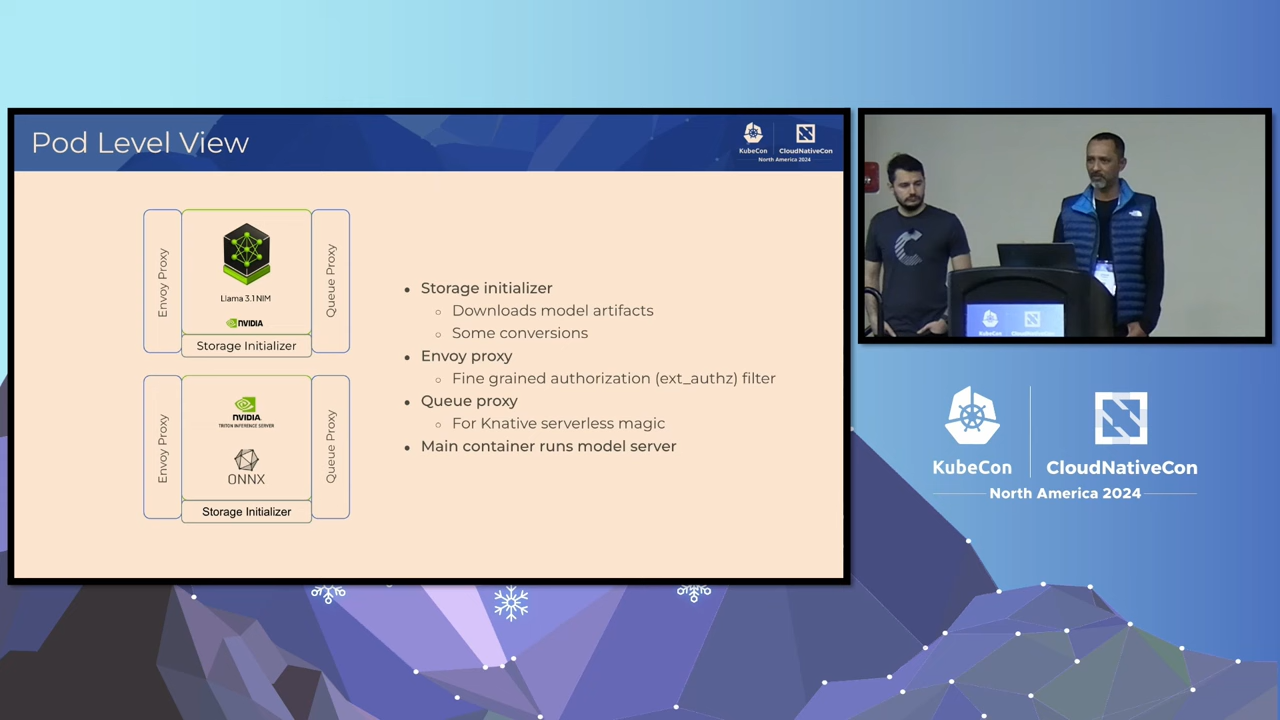 Pod Level View
KubeCon
CloudNativeCon
North America 2024
Envoy Proxy
Llama 3.1 NIM
NVIDIA
Queue Proxy
Storage Initializer
Envoy Proxy
NVIDIA
TRITON INFERENCE SERVER
ONNX
Queue Proxy
Storage Initializer
• Storage initializer
○ Downloads model artifacts
○ Some conversions
• Envoy proxy
○ Fine grained authorization (ext_authz) filter
• Queue proxy
○ For Knative serverless magic
• Main container runs model server
KubeCon
CloudNativeCon
North America 2024